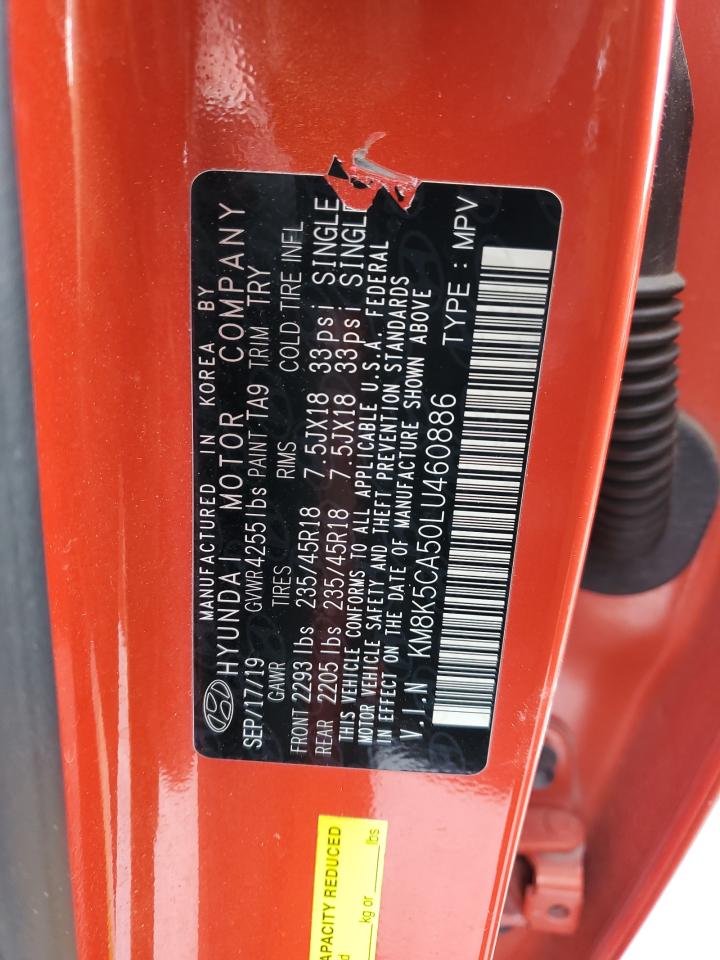 MANUFACTURED IN KOREA BY
HYUNDAI MOTOR COMPANY
SEP/17/19 GVWR 4255 lbs PAINT TA9 TRIM TRY
GAWR TIRES RIMS COLD TIRE INFL
FRONT 2293 lbs 235/45R18 7.5JX18 33psi SINGLE
REAR 2205 lbs 235/45R18 7.5JX18 33psi SINGLE
THIS VEHICLE CONFORMS TO ALL APPLICABLE U.S.A. FEDERAL
MOTOR VEHICLE SAFETY AND THEFT PREVENTION STANDARDS
IN EFFECT ON THE DATE OF MANUFACTURE SHOWN ABOVE
V.I.N KM8K5CA50LU460886 TYPE : MPV
APACITY REDUCED
kg or ____ lbs